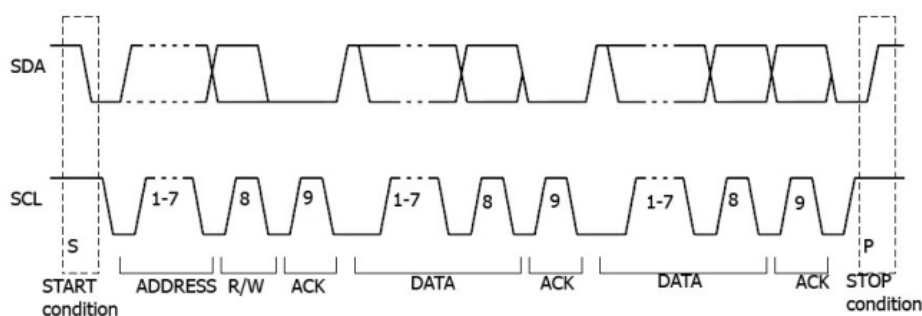 SDA
SCL
1-7 8 9 1-7 8 9 1-7 8 9
S P
START condition
ADDRESS R/W ACK DATA ACK DATA ACK
STOP condition